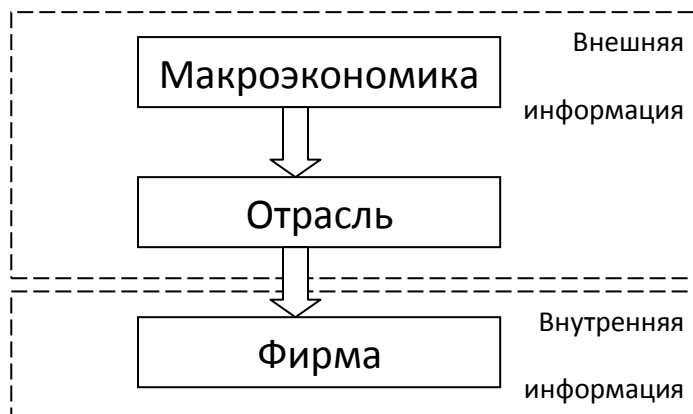 Внешняя
Макроэкономика
информация
Отрасль
Внутренняя
Фирма
информация